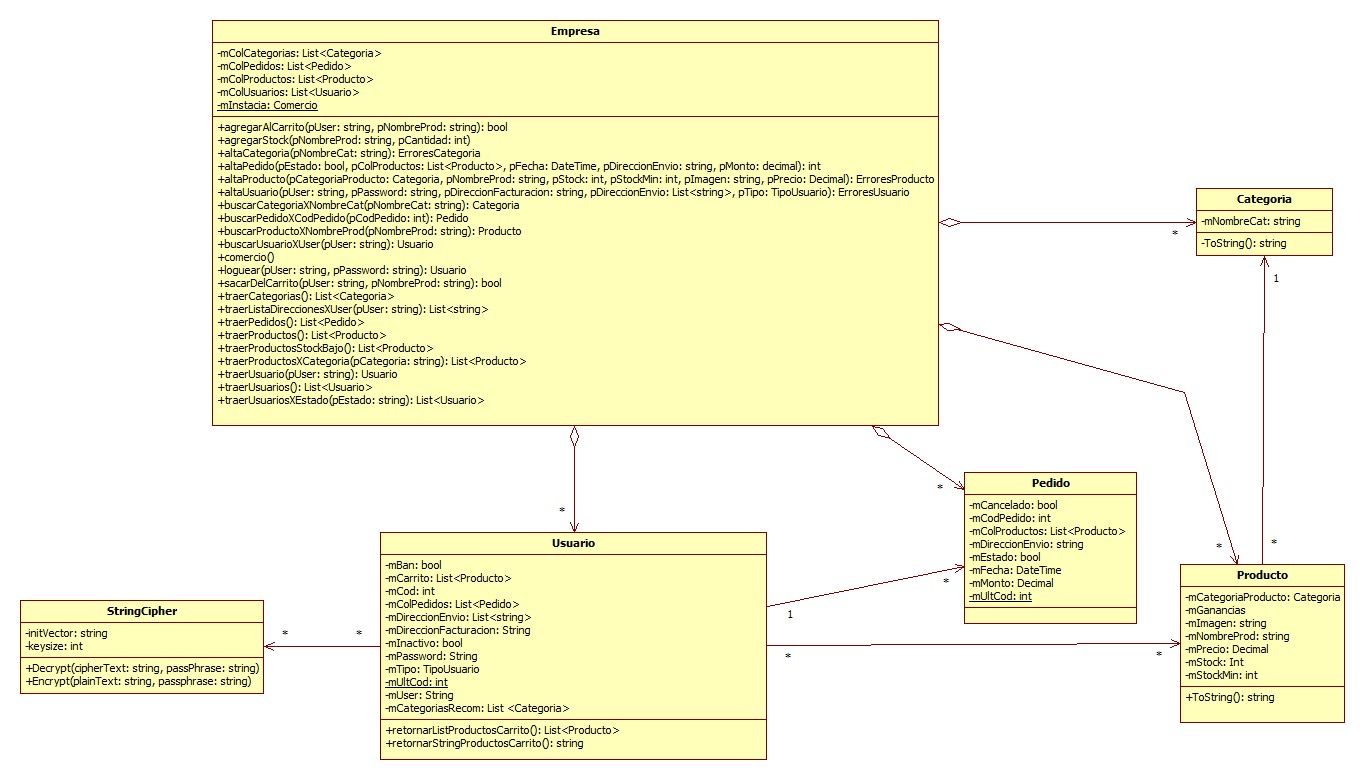 Empresa
-mColCategorias: List<Categoria>
-mColPedidos: List<Pedido>
-mColProductos: List<Producto>
-mColUsuarios: List<Usuario>
-mInstacia: Comercio
+agregarAlCarrito(pUser: string, pNombreProd: string): bool
+agregarStock(pNombreProd: string, pCantidad: int)
+altaCategoria(pNombreCat: string): ErroresCategoria
+altaPedido(pEstado: bool, pColProductos: List<Producto>, pFecha: DateTime, pDireccionEnvio: string, pMonto: decimal): int
+altaProducto(pCategoriaProducto: Categoria, pNombreProd: string, pStock: int, pStockMin: int, pImagen: string, pPrecio: Decimal): ErroresProducto
+altaUsuario(pUser: string, pPassword: string, pDireccionFacturacion: string, pDireccionEnvio: List<string>, pTipo: TipoUsuario): ErroresUsuario
+buscarCategoriaXNombreCat(pNombreCat: string): Categoria
+buscarPedidoXCodPedido(pCodPedido: int): Pedido
+buscarProductoXNombreProd(pNombreProd: string): Producto
+buscarUsuarioXUser(pUser: string): Usuario
+comercio()
+loguear(pUser: string, pPassword: string): Usuario
+sacarDelCarrito(pUser: string, pNombreProd: string): bool
+traerCategorias(): List<Categoria>
+traerListaDireccionesXUser(pUser: string): List<string>
+traerPedidos(): List<Pedido>
+traerProductos(): List<Producto>
+traerProductosStockBajo(): List<Producto>
+traerProductosXCategoria(pCategoria: string): List<Producto>
+traerUsuario(pUser: string): Usuario
+traerUsuarios(): List<Usuario>
+traerUsuariosXEstado(pEstado: string): List<Usuario>
Categoria
-mNombreCat: string
-ToString(): string
*
1
*
*
*
*
Pedido
-mCancelado: bool
-mCodPedido: int
-mColProductos: List<Producto>
-mDireccionEnvio: string
-mEstado: bool
-mFecha: DateTime
-mMonto: Decimal
-mUltCod: int
Usuario
-mBan: bool
-mCarrito: List<Producto>
-mCod: int
-mColPedidos: List<Pedido>
-mDireccionEnvio: List<string>
-mDireccionFacturacion: String
-mInactivo: bool
-mPassword: String
-mTipo: TipoUsuario
-mUltCod: int
-mUser: String
-mCategoriasRecom: List <Categoria>
+retornarListProductosCarrito(): List<Producto>
+retornarStringProductosCarrito(): string
1
*
*
*
Producto
-mCategoriaProducto: Categoria
-mGanancias
-mImagen: string
-mNombreProd: string
-mPrecio: Decimal
-mStock: Int
-mStockMin: int
+ToString(): string
StringCipher
-initVector: string
-keysize: int
+Decrypt(cipherText: string, passPhrase: string)
+Encrypt(plainText: string, passphrase: string)
*
*